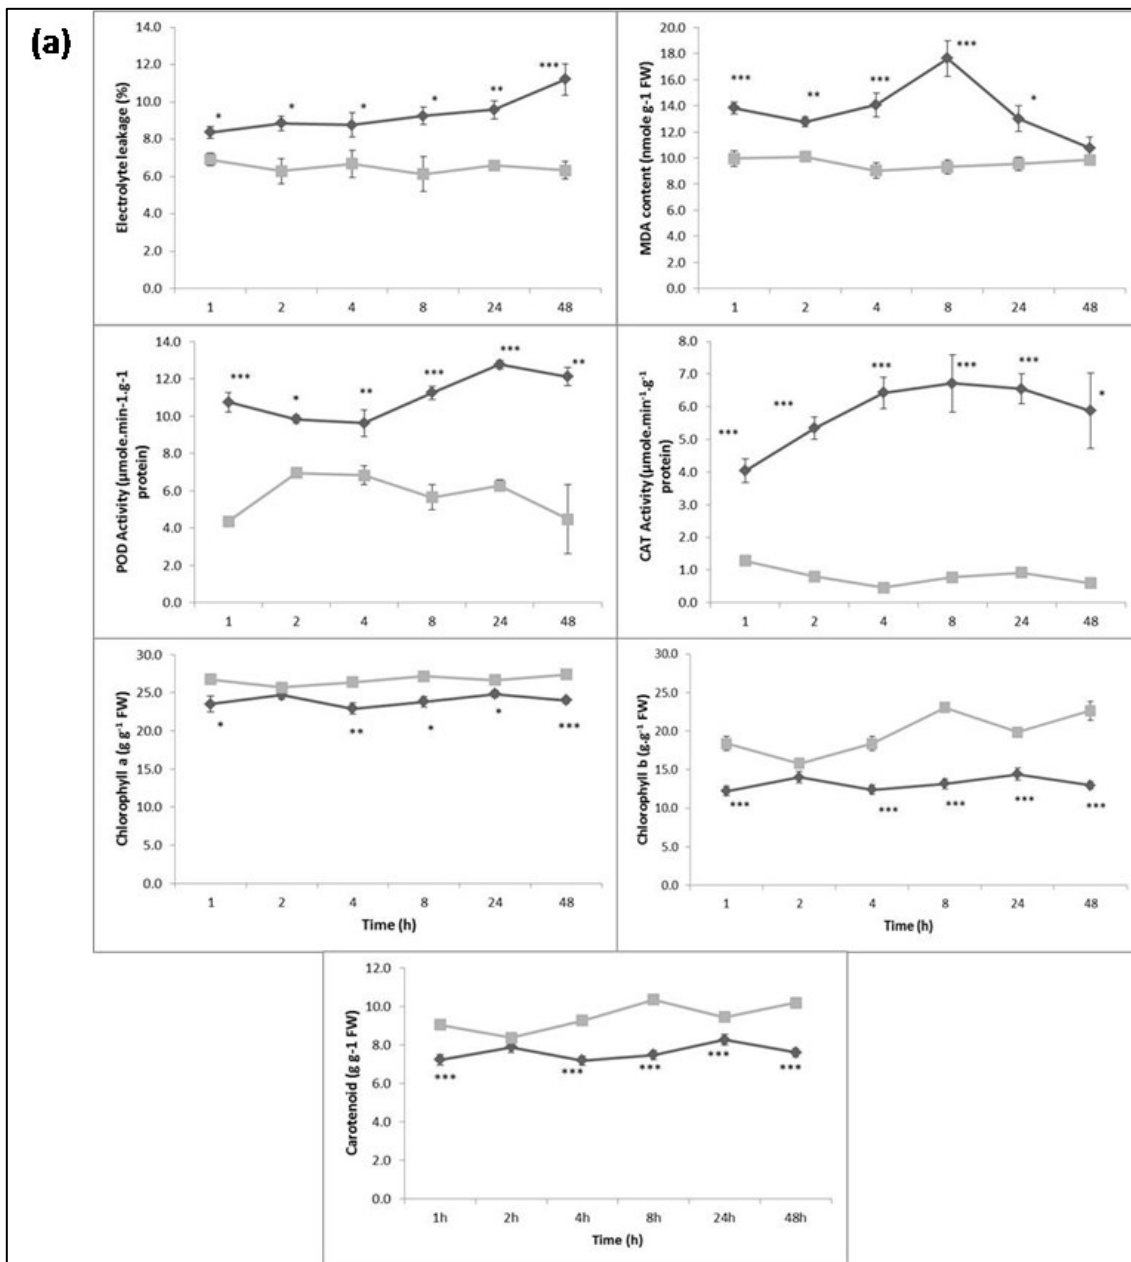 (a)
Electrolyte leakage (%)
14.0
12.0
10.0
8.0
6.0
4.0
2.0
0.0
* * * * ** ***
1 2 4 8 24 48
MDA content (nmole g-1 FW)
20.0
18.0
16.0
14.0
12.0
10.0
8.0
6.0
4.0
2.0
0.0
*** ** *** *** *
1 2 4 8 24 48
POD Activity (µmole.min-1.g-1
protein)
14.0
12.0
10.0
8.0
6.0
4.0
2.0
0.0
*** * ** *** *** **
1 2 4 8 24 48
CAT Activity (µmole.min⁻¹.g⁻¹
protein)
8.0
7.0
6.0
5.0
4.0
3.0
2.0
1.0
0.0
*** *** *** *** *** *
1 2 4 8 24 48
Chlorophyll a (g g⁻¹ FW)
30.0
25.0
20.0
15.0
10.0
5.0
0.0
* ** * * ***
1 2 4 8 24 48
Time (h)
Chlorophyll b (g.g⁻¹ FW)
30.0
25.0
20.0
15.0
10.0
5.0
0.0
*** *** *** *** ***
1 2 4 8 24 48
Time (h)
Carotenoid (g g-1 FW)
12.0
10.0
8.0
6.0
4.0
2.0
0.0
*** *** *** *** ***
1h 2h 4h 8h 24h 48h
Time (h)